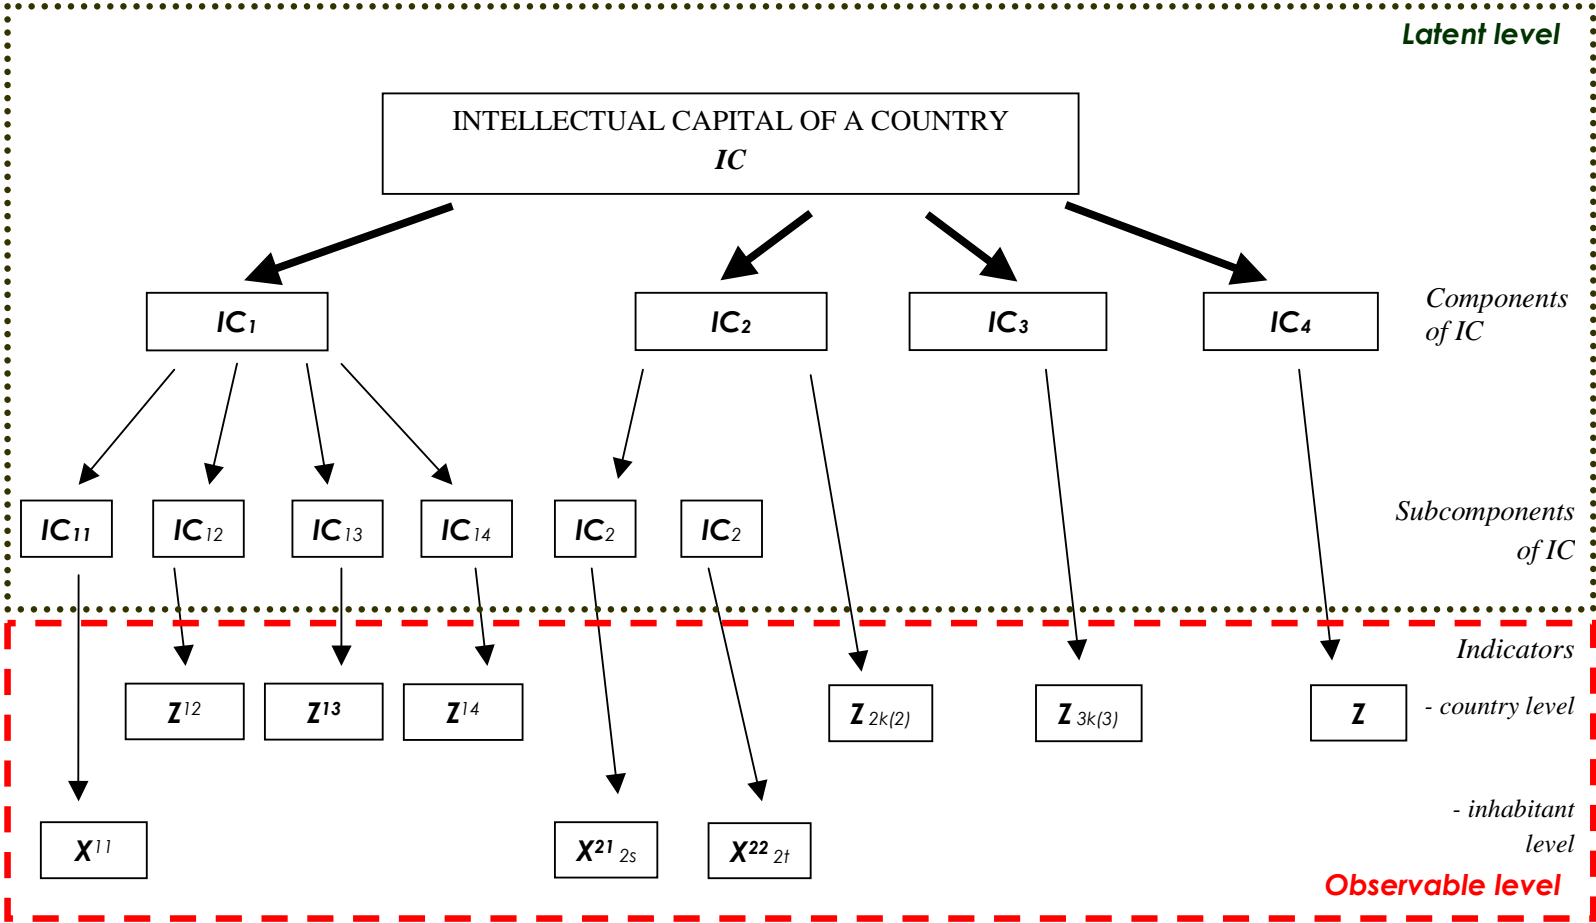 Latent level
INTELLECTUAL CAPITAL OF A COUNTRY
IC
IC₁
IC₂
IC₃
IC₄
Components
of IC
IC₁₁
IC₁₂
IC₁₃
IC₁₄
IC₂
IC₂
Subcomponents
of IC
Indicators
Z¹²
Z¹³
Z¹⁴
Z 2k(2)
Z 3k(3)
Z
- country level
X¹¹
X²¹ 2s
X²² 2t
- inhabitant
level
Observable level